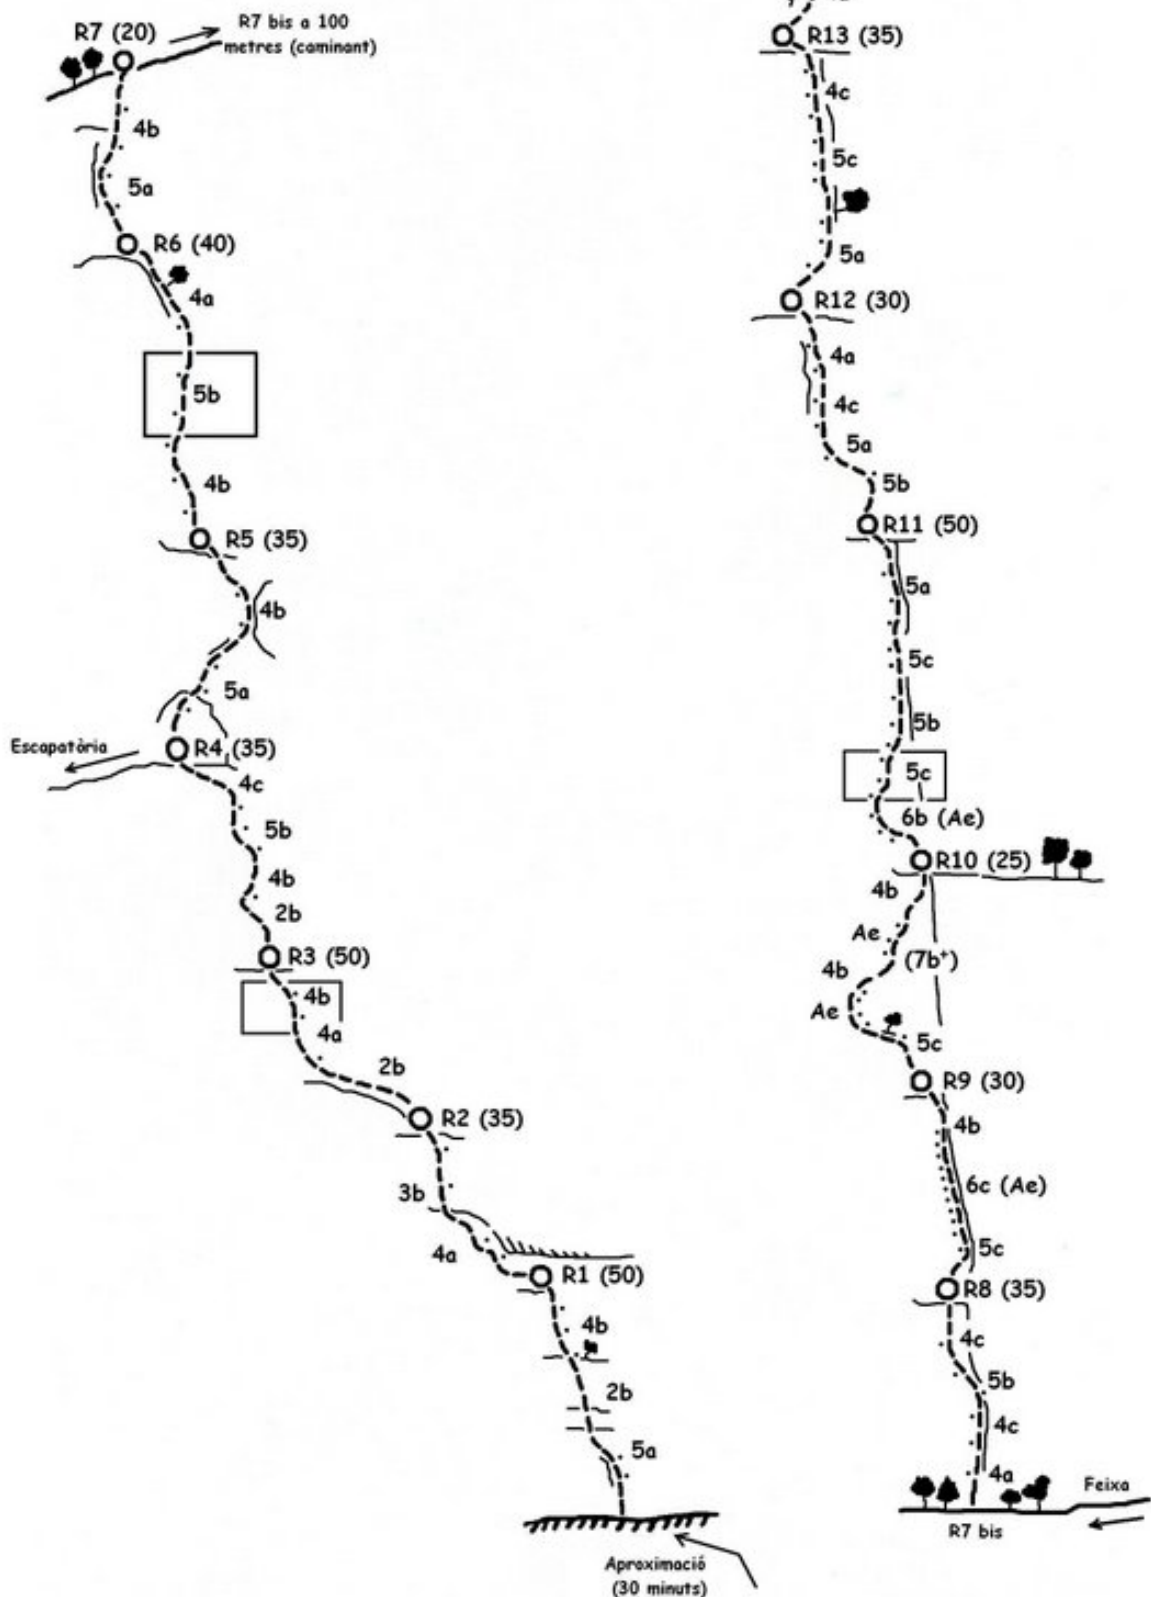 R7 (20)
R7 bis a 100
metres (caminant)
4b
5a
R6 (40)
4a
5b
4b
R5 (35)
4b
5a
Escapatòria
R4 (35)
4c
5b
4b
2b
R3 (50)
4b
4a
2b
R2 (35)
3b
4a
R1 (50)
4b
2b
5a
Aproximació
(30 minuts)
R13 (35)
4c
5c
5a
R12 (30)
4a
4c
5a
5b
R11 (50)
5a
5c
5b
5c
6b (Ae)
R10 (25)
4b
Ae
(7b+)
4b
Ae
5c
R9 (30)
4b
6c (Ae)
5c
R8 (35)
4c
5b
4c
4a
Feixa
R7 bis